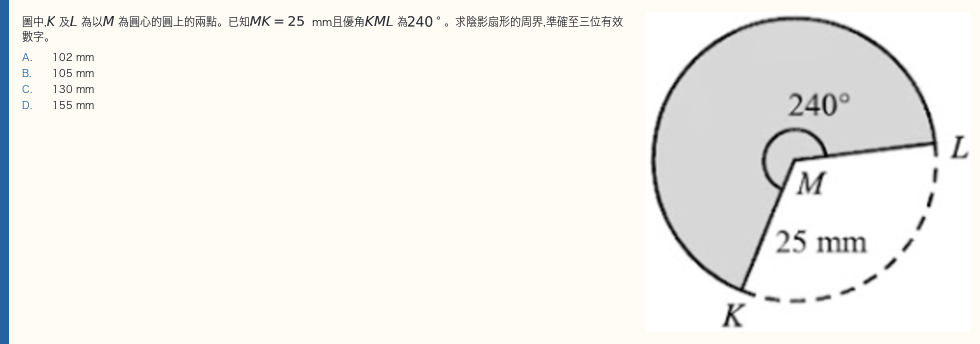 圖中,K 及L 為以M 為圓心的圓上的兩點。已知MK = 25 mm且優角KML 為240 °。求陰影扇形的周界,準確至三位有效
數字。
A. 102 mm
B. 105 mm
C. 130 mm
D. 155 mm
240°
L
M
25 mm
K